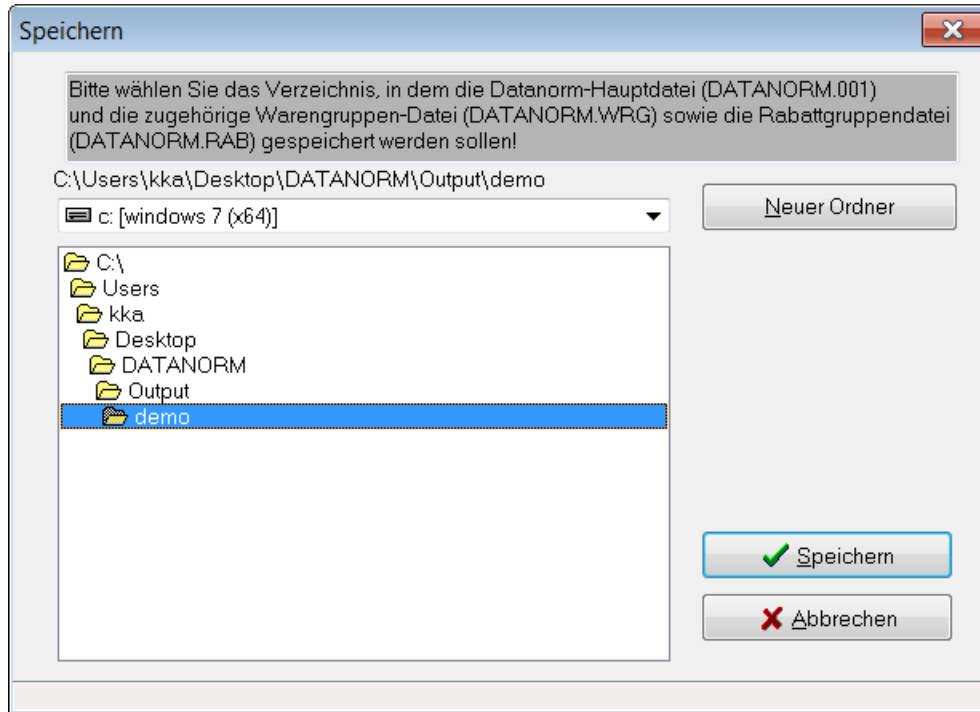 Speichern
Bitte wählen Sie das Verzeichnis, in dem die Datanorm-Hauptdatei (DATANORM.001)
und die zugehörige Warengruppen-Datei (DATANORM.WRG) sowie die Rabattgruppendatei
(DATANORM.RAB) gespeichert werden sollen!
C:\Users\kka\Desktop\DATANORM\Output\demo
c: [windows 7 (x64)]
Neuer Ordner
C:\
Users
kka
Desktop
DATANORM
Output
demo
Speichern
Abbrechen